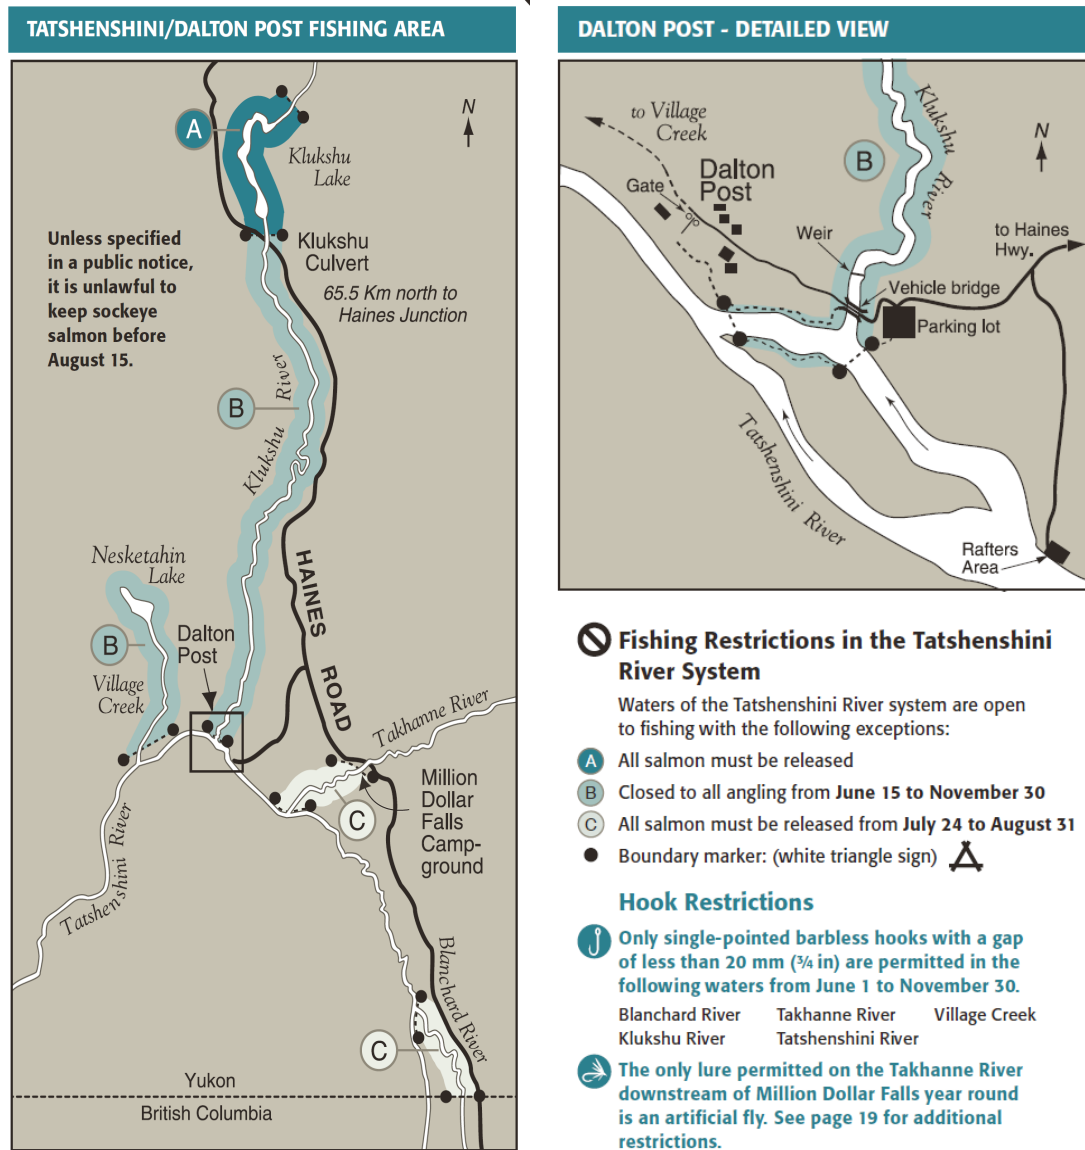 TATSHENSHINI/DALTON POST FISHING AREA
A
N
Klukshu
Lake
Unless specified
in a public notice,
it is unlawful to
keep sockeye
salmon before
August 15.
Klukshu
Culvert
65.5 Km north to
Haines Junction
B
Klukshu River
HAINES ROAD
Nesketahin
Lake
B
Dalton
Post
Village
Creek
Takhanne River
Million
Dollar
Falls
Camp-
ground
C
Tatshenshini River
Blanchard River
C
Yukon
British Columbia
DALTON POST - DETAILED VIEW
to Village
Creek
Klukshu River
B
N
Dalton
Post
Gate
Weir
to Haines
Hwy.
Vehicle bridge
Parking lot
Tatshenshini River
Rafters
Area
Fishing Restrictions in the Tatshenshini
River System
Waters of the Tatshenshini River system are open
to fishing with the following exceptions:
A All salmon must be released
B Closed to all angling from June 15 to November 30
C All salmon must be released from July 24 to August 31
Boundary marker: (white triangle sign)
Hook Restrictions
Only single-pointed barbless hooks with a gap
of less than 20 mm (¾ in) are permitted in the
following waters from June 1 to November 30.
Blanchard River Takhanne River Village Creek
Klukshu River Tatshenshini River
The only lure permitted on the Takhanne River
downstream of Million Dollar Falls year round
is an artificial fly. See page 19 for additional
restrictions.